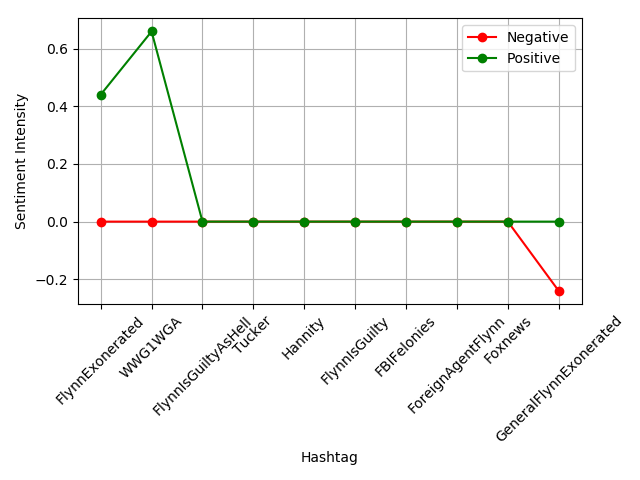 Negative
Positive
0.6
0.4
0.2
0.0
−0.2
Sentiment Intensity
FlynnExonerated
WWG1WGA
FlynnIsGuiltyAsHell
Tucker
Hannity
FlynnIsGuilty
FBIFelonies
ForeignAgentFlynn
Foxnews
GeneralFlynnExonerated
Hashtag